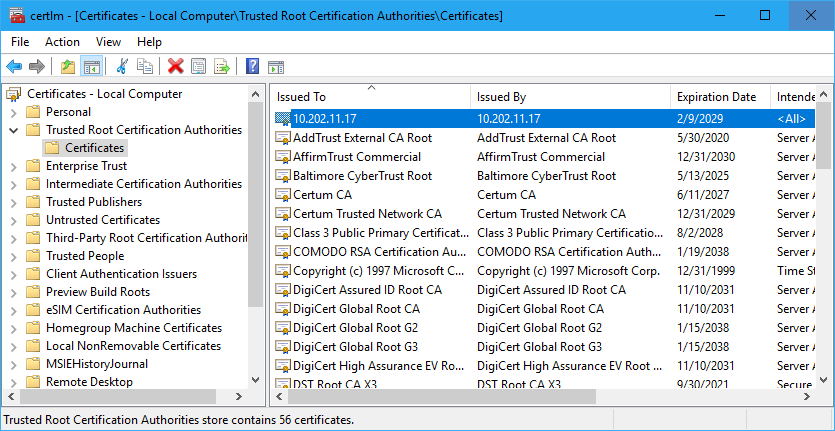 certlm - [Certificates - Local Computer\Trusted Root Certification Authorities\Certificates]
File Action View Help
Certificates - Local Computer
Personal
Trusted Root Certification Authorities
Certificates
Enterprise Trust
Intermediate Certification Authorities
Trusted Publishers
Untrusted Certificates
Third-Party Root Certification Authorit
Trusted People
Client Authentication Issuers
Preview Build Roots
eSIM Certification Authorities
Homegroup Machine Certificates
Local NonRemovable Certificates
MSIEHistoryJournal
Remote Desktop
Issued To Issued By Expiration Date Intende
10.202.11.17 10.202.11.17 2/9/2029 <All>
AddTrust External CA Root AddTrust External CA Root 5/30/2020 Server A
AffirmTrust Commercial AffirmTrust Commercial 12/31/2030 Server A
Baltimore CyberTrust Root Baltimore CyberTrust Root 5/13/2025 Server A
Certum CA Certum CA 6/11/2027 Server A
Certum Trusted Network CA Certum Trusted Network CA 12/31/2029 Server A
Class 3 Public Primary Certificat... Class 3 Public Primary Certificatio... 8/2/2028 Server A
COMODO RSA Certification Au... COMODO RSA Certification Auth... 1/19/2038 Server A
Copyright (c) 1997 Microsoft C... Copyright (c) 1997 Microsoft Corp. 12/31/1999 Time St
DigiCert Assured ID Root CA DigiCert Assured ID Root CA 11/10/2031 Server A
DigiCert Global Root CA DigiCert Global Root CA 11/10/2031 Server A
DigiCert Global Root G2 DigiCert Global Root G2 1/15/2038 Server A
DigiCert Global Root G3 DigiCert Global Root G3 1/15/2038 Server A
DigiCert High Assurance EV Ro... DigiCert High Assurance EV Root ... 11/10/2031 Server A
DST Root CA X3 DST Root CA X3 9/30/2021 Secure
Trusted Root Certification Authorities store contains 56 certificates.